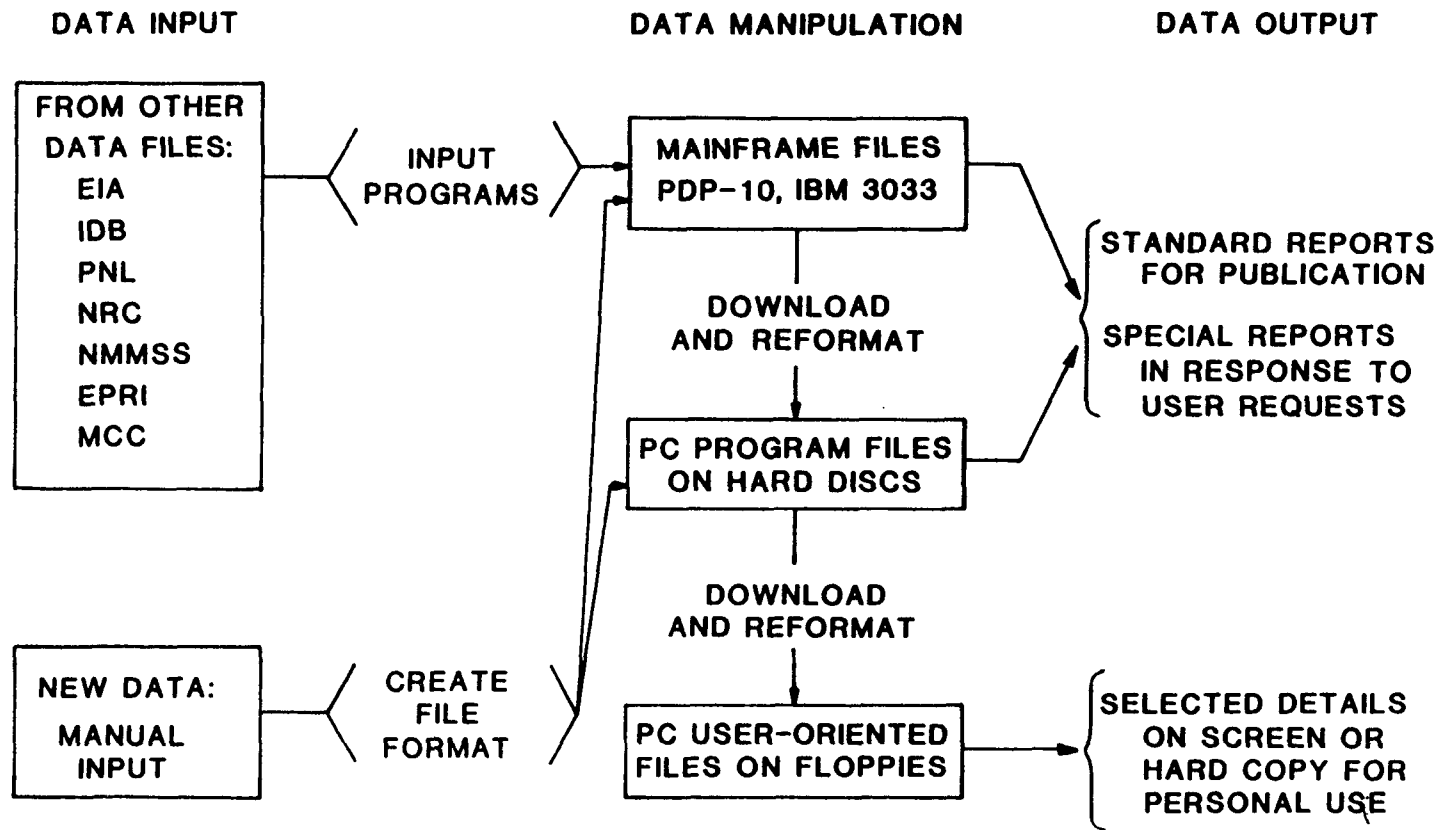 DATA INPUT
DATA MANIPULATION
DATA OUTPUT
FROM OTHER
DATA FILES:
EIA
IDB
PNL
NRC
NMMSS
EPRI
MCC
INPUT
PROGRAMS
MAINFRAME FILES
PDP-10, IBM 3033
STANDARD REPORTS
FOR PUBLICATION
SPECIAL REPORTS
IN RESPONSE TO
USER REQUESTS
DOWNLOAD
AND REFORMAT
PC PROGRAM FILES
ON HARD DISCS
DOWNLOAD
AND REFORMAT
NEW DATA:
MANUAL
INPUT
CREATE
FILE
FORMAT
PC USER-ORIENTED
FILES ON FLOPPIES
SELECTED DETAILS
ON SCREEN OR
HARD COPY FOR
PERSONAL USE